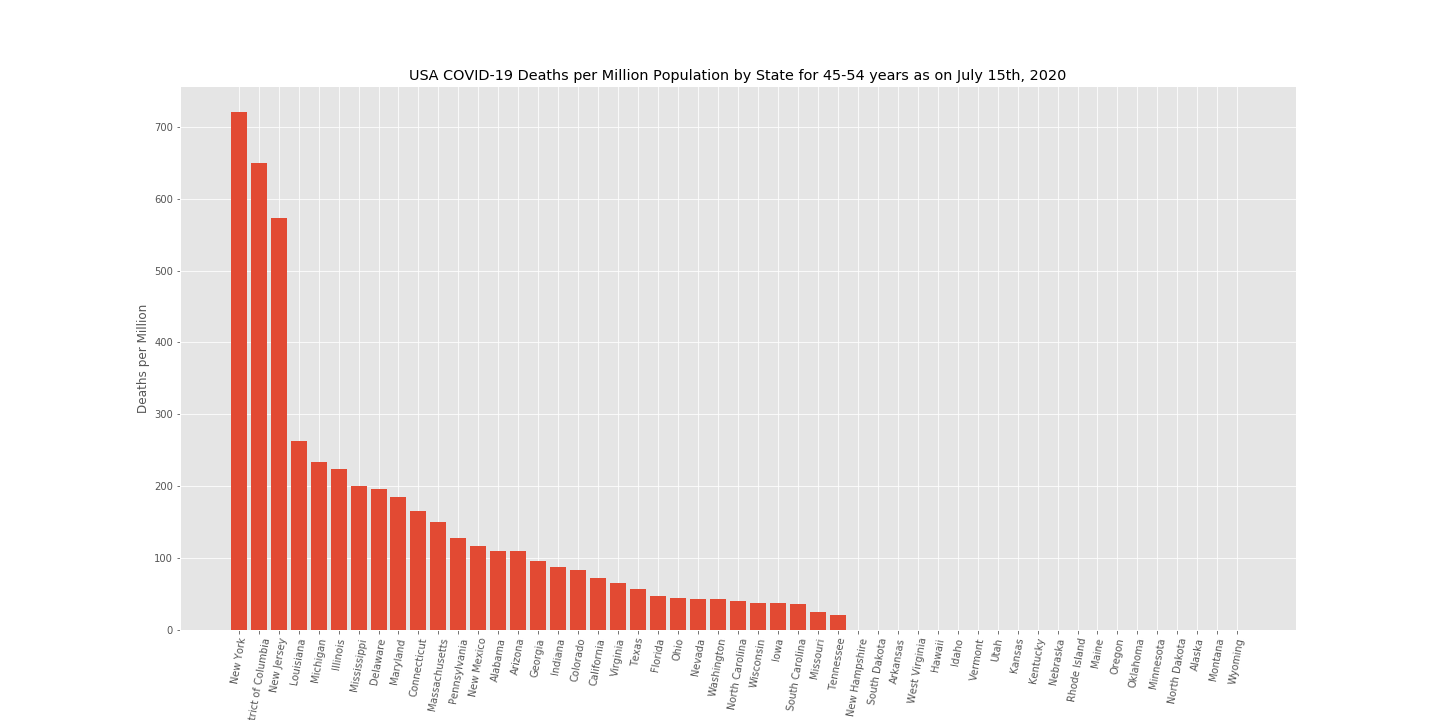 USA COVID-19 Deaths per Million Population by State for 45-54 years as on July 15th, 2020
Deaths per Million
700
600
500
400
300
200
100
0
New York
trict of Columbia
New Jersey
Louisiana
Michigan
Illinois
Mississippi
Delaware
Maryland
Connecticut
Massachusetts
Pennsylvania
New Mexico
Alabama
Arizona
Georgia
Indiana
Colorado
California
Virginia
Texas
Florida
Ohio
Nevada
Washington
North Carolina
Wisconsin
Iowa
South Carolina
Missouri
Tennessee
New Hampshire
South Dakota
Arkansas
West Virginia
Hawaii
Idaho
Vermont
Utah
Kansas
Kentucky
Nebraska
Rhode Island
Maine
Oregon
Oklahoma
Minnesota
North Dakota
Alaska
Montana
Wyoming